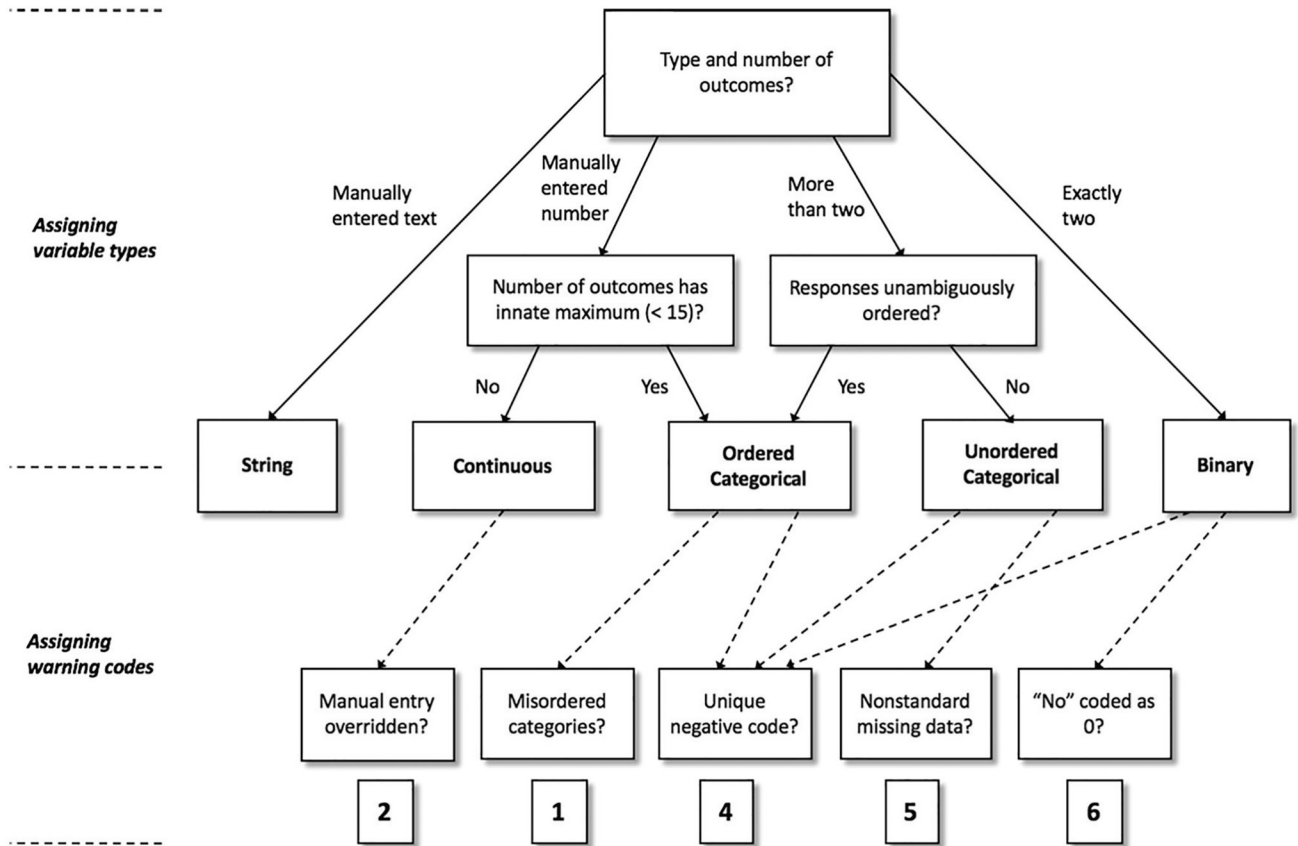 Type and number of
outcomes?
Manually
entered text
Manually
entered
number
More
than two
Exactly
two
Assigning
variable types
Number of outcomes has
innate maximum (< 15)?
Responses unambiguously
ordered?
No
Yes
Yes
No
String
Continuous
Ordered
Categorical
Unordered
Categorical
Binary
Assigning
warning codes
Manual entry
overridden?
Misordered
categories?
Unique
negative code?
Nonstandard
missing data?
“No” coded as
0?
2
1
4
5
6